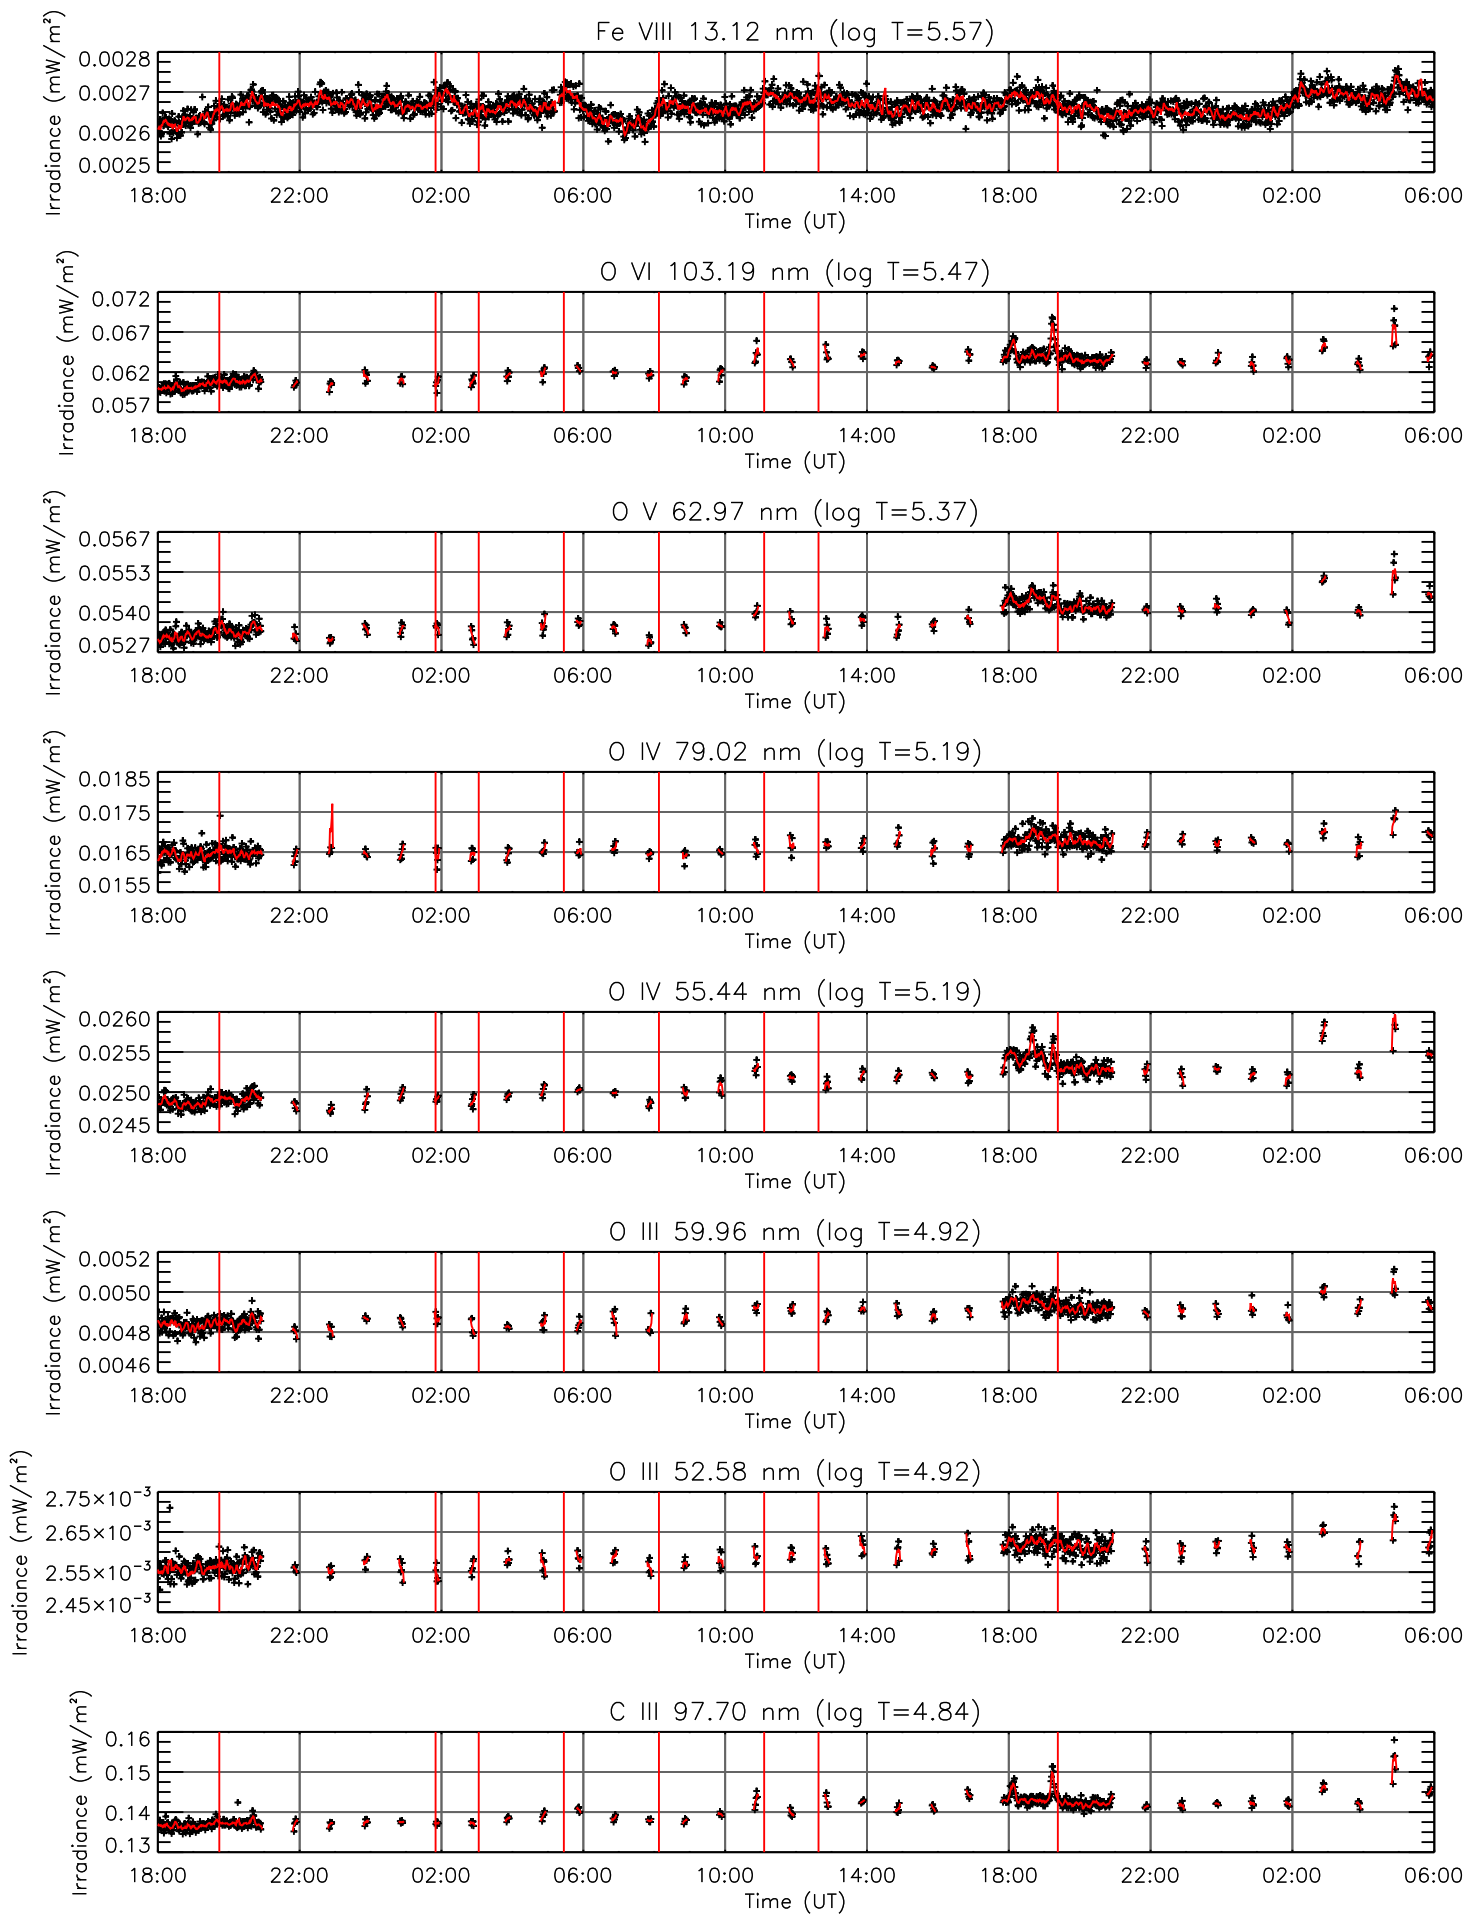 Fe VIII 13.12 nm (log T=5.57)
Irradiance (mW/m²)
0.0028
0.0027
0.0026
0.0025
18:00 22:00 02:00 06:00 10:00 14:00 18:00 22:00 02:00 06:00
Time (UT)
O VI 103.19 nm (log T=5.47)
Irradiance (mW/m²)
0.072
0.067
0.062
0.057
18:00 22:00 02:00 06:00 10:00 14:00 18:00 22:00 02:00 06:00
Time (UT)
O V 62.97 nm (log T=5.37)
Irradiance (mW/m²)
0.0567
0.0553
0.0540
0.0527
18:00 22:00 02:00 06:00 10:00 14:00 18:00 22:00 02:00 06:00
Time (UT)
O IV 79.02 nm (log T=5.19)
Irradiance (mW/m²)
0.0185
0.0175
0.0165
0.0155
18:00 22:00 02:00 06:00 10:00 14:00 18:00 22:00 02:00 06:00
Time (UT)
O IV 55.44 nm (log T=5.19)
Irradiance (mW/m²)
0.0260
0.0255
0.0250
0.0245
18:00 22:00 02:00 06:00 10:00 14:00 18:00 22:00 02:00 06:00
Time (UT)
O III 59.96 nm (log T=4.92)
Irradiance (mW/m²)
0.0052
0.0050
0.0048
0.0046
18:00 22:00 02:00 06:00 10:00 14:00 18:00 22:00 02:00 06:00
Time (UT)
O III 52.58 nm (log T=4.92)
Irradiance (mW/m²)
2.75×10⁻³
2.65×10⁻³
2.55×10⁻³
2.45×10⁻³
18:00 22:00 02:00 06:00 10:00 14:00 18:00 22:00 02:00 06:00
Time (UT)
C III 97.70 nm (log T=4.84)
Irradiance (mW/m²)
0.16
0.15
0.14
0.13
18:00 22:00 02:00 06:00 10:00 14:00 18:00 22:00 02:00 06:00
Time (UT)